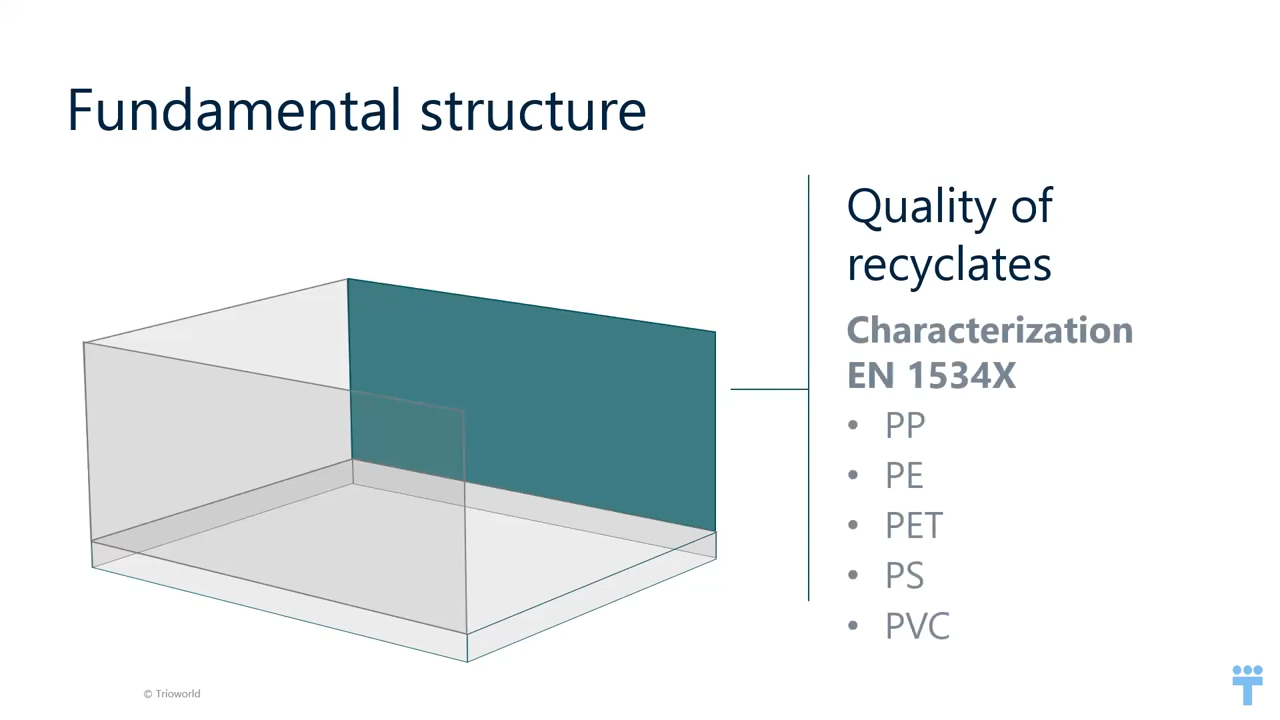 Fundamental structure
Quality of
recyclates
Characterization
EN 1534X
• PP
• PE
• PET
• PS
• PVC
© Trioworld